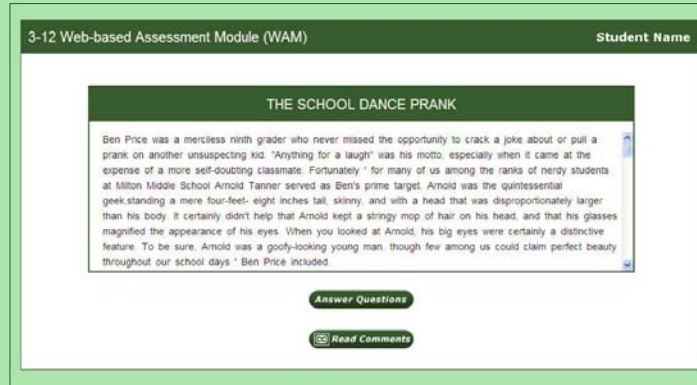 3-12 Web-based Assessment Module (WAM)
Student Name
THE SCHOOL DANCE PRANK
Ben Price was a merciless ninth grader who never missed the opportunity to crack a joke about or pull a
prank on another unsuspecting kid. "Anything for a laugh" was his motto, especially when it came at the
expense of a more self-doubting classmate. Fortunately ' for many of us among the ranks of nerdy students
at Milton Middle School Arnold Tanner served as Ben's prime target. Arnold was the quintessential
geek.standing a mere four-feet- eight inches tall, skinny, and with a head that was disproportionately larger
than his body. It certainly didn't help that Arnold kept a stringy mop of hair on his head, and that his glasses
magnified the appearance of his eyes. When you looked at Arnold, his big eyes were certainly a distinctive
feature. To be sure, Arnold was a goofy-looking young man, though few among us could claim perfect beauty
throughout our school days ' Ben Price included.
Answer Questions
Read Comments